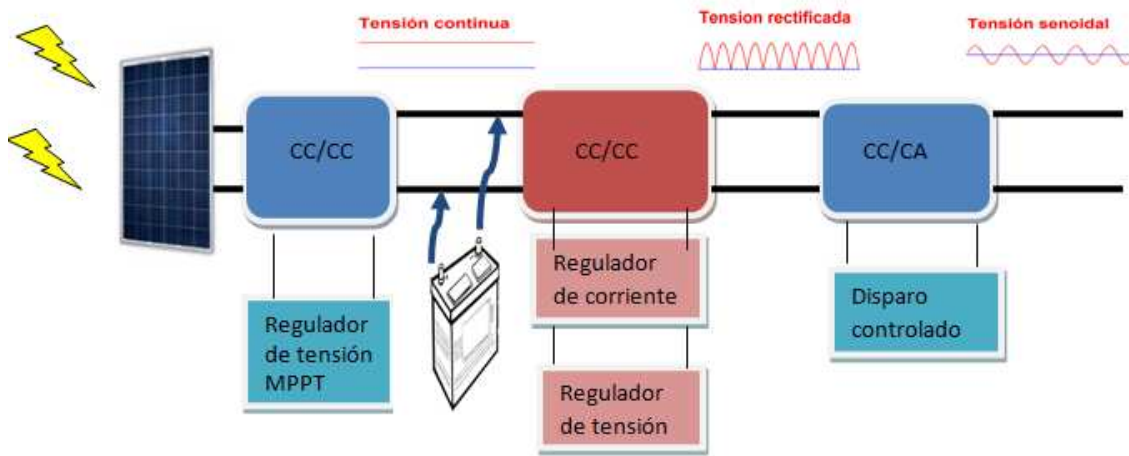 Tensión continua
Tension rectificada
Tensión senoidal
CC/CC
CC/CC
CC/CA
Regulador
de tensión
MPPT
Regulador
de corriente
Regulador
de tensión
Disparo
controlado